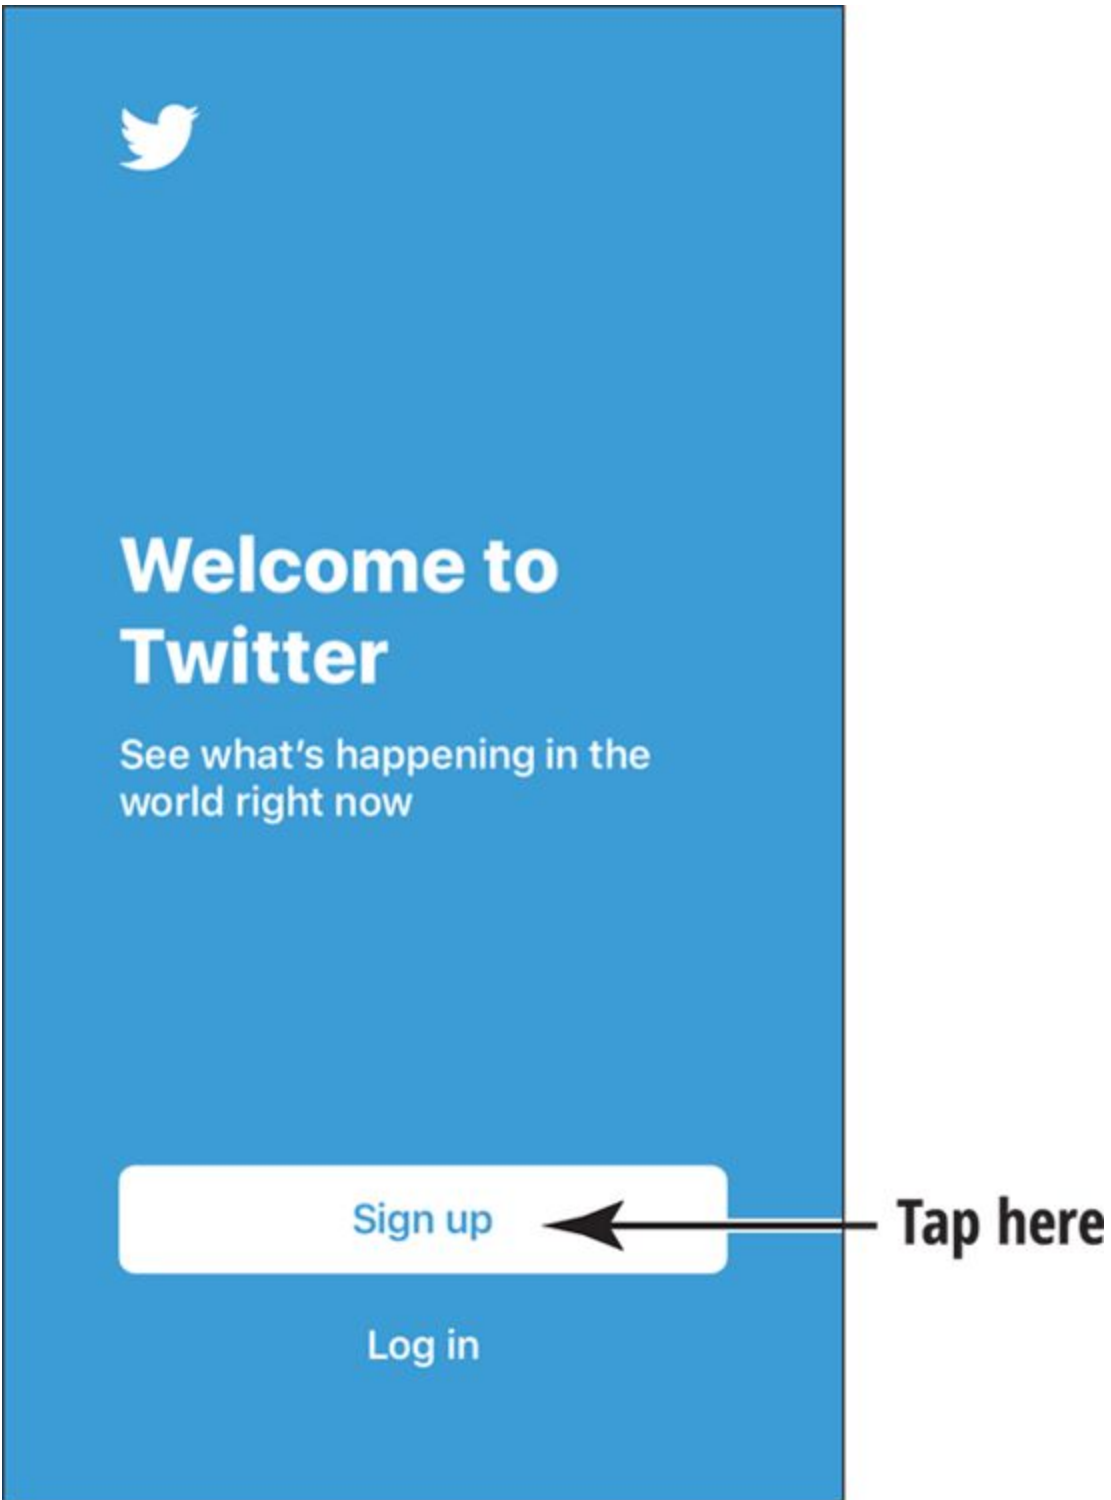 Welcome to
Twitter
See what's happening in the
world right now
Sign up
Tap here
Log in